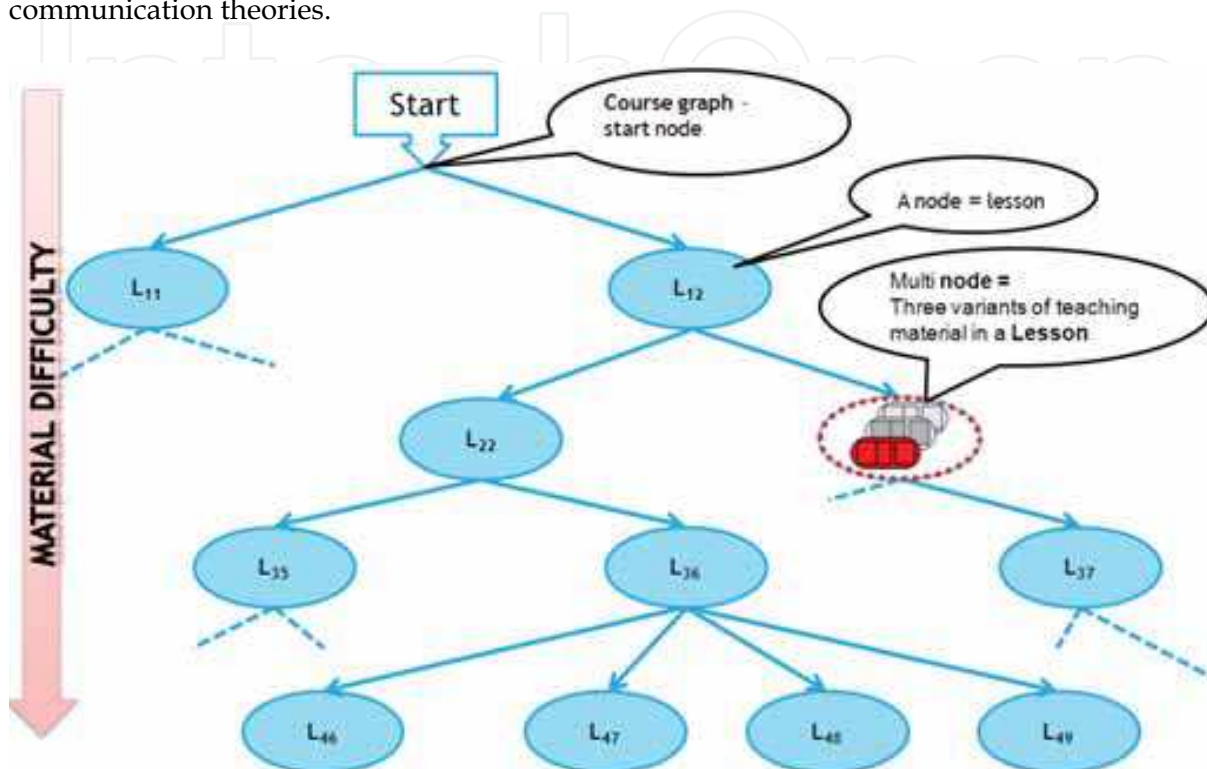 communication theories.
Start
Course graph -
start node
A node = lesson
Multi node =
Three variants of teaching
material in a Lesson
MATERIAL DIFFICULTY
L11
L12
L22
L35
L36
L37
L46
L47
L48
L49